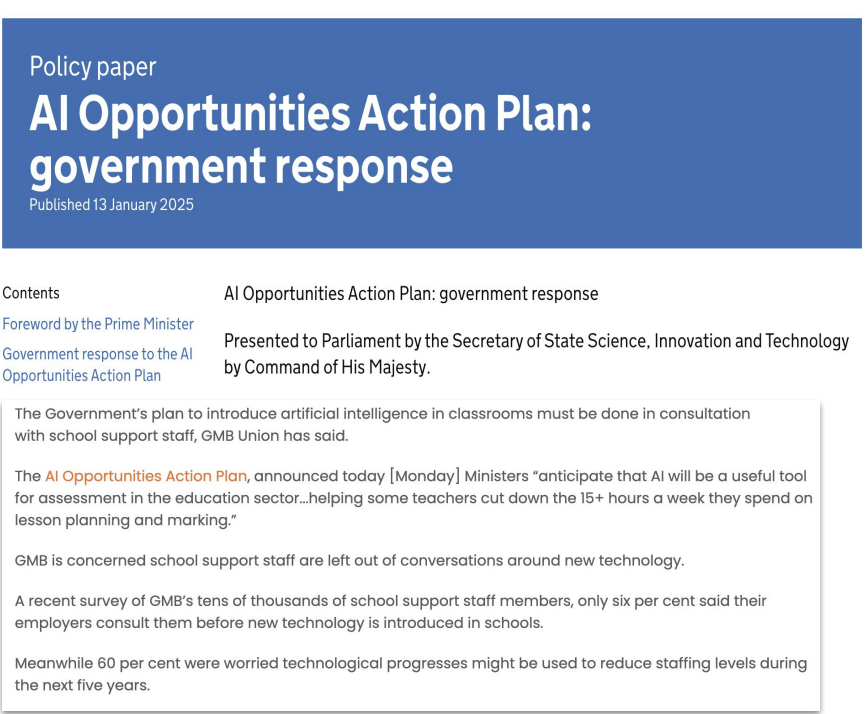 Policy paper
AI Opportunities Action Plan:
government response
Published 13 January 2025
Contents
Foreword by the Prime Minister
Government response to the AI
Opportunities Action Plan
AI Opportunities Action Plan: government response
Presented to Parliament by the Secretary of State Science, Innovation and Technology
by Command of His Majesty.
The Government’s plan to introduce artificial intelligence in classrooms must be done in consultation
with school support staff, GMB Union has said.
The AI Opportunities Action Plan, announced today [Monday] Ministers “anticipate that AI will be a useful tool
for assessment in the education sector…helping some teachers cut down the 15+ hours a week they spend on
lesson planning and marking.”
GMB is concerned school support staff are left out of conversations around new technology.
A recent survey of GMB’s tens of thousands of school support staff members, only six per cent said their
employers consult them before new technology is introduced in schools.
Meanwhile 60 per cent were worried technological progresses might be used to reduce staffing levels during
the next five years.